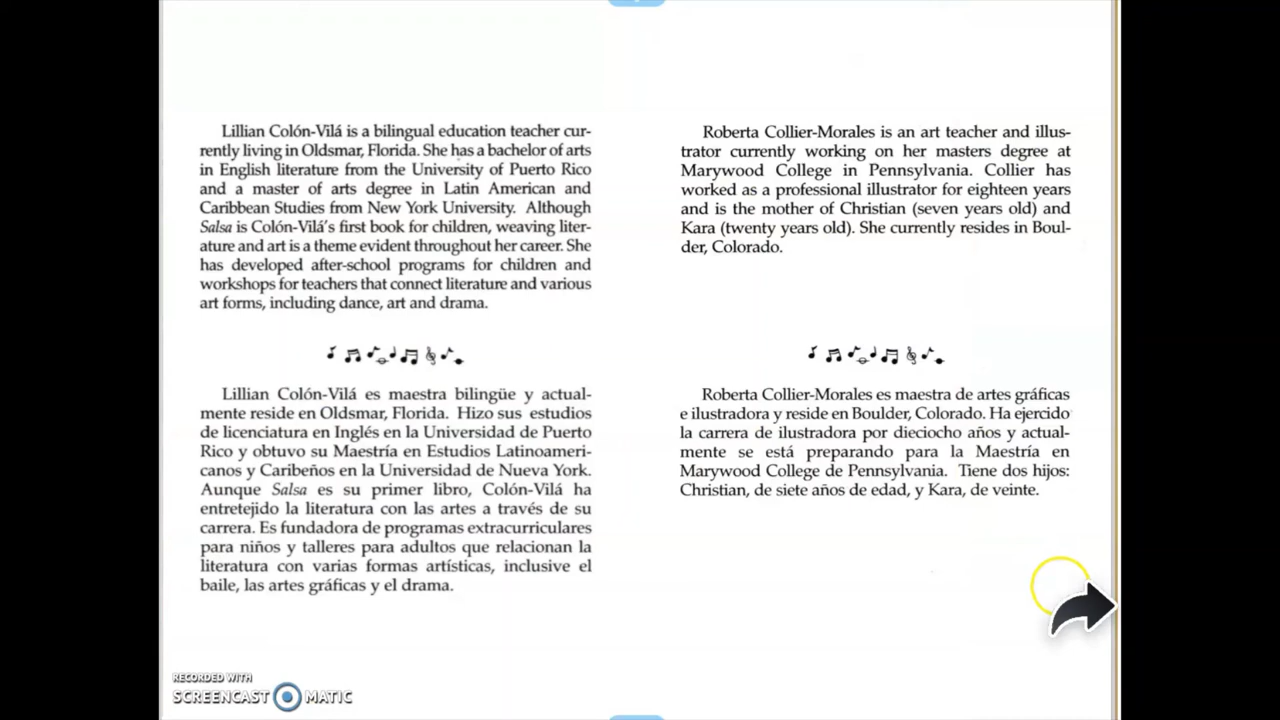 Lillian Colón-Vilá is a bilingual education teacher cur-
rently living in Oldsmar, Florida. She has a bachelor of arts
in English literature from the University of Puerto Rico
and a master of arts degree in Latin American and
Caribbean Studies from New York University. Although
Salsa is Colón-Vilá's first book for children, weaving liter-
ature and art is a theme evident throughout her career. She
has developed after-school programs for children and
workshops for teachers that connect literature and various
art forms, including dance, art and drama.
Lillian Colón-Vilá es maestra bilingüe y actual-
mente reside en Oldsmar, Florida. Hizo sus estudios
de licenciatura en Inglés en la Universidad de Puerto
Rico y obtuvo su Maestría en Estudios Latinoameri-
canos y Caribeños en la Universidad de Nueva York.
Aunque Salsa es su primer libro, Colón-Vilá ha
entretejido la literatura con las artes a través de su
carrera. Es fundadora de programas extracurriculares
para niños y talleres para adultos que relacionan la
literatura con varias formas artísticas, inclusive el
baile, las artes gráficas y el drama.
Roberta Collier-Morales is an art teacher and illus-
trator currently working on her masters degree at
Marywood College in Pennsylvania. Collier has
worked as a professional illustrator for eighteen years
and is the mother of Christian (seven years old) and
Kara (twenty years old). She currently resides in Boul-
der, Colorado.
Roberta Collier-Morales es maestra de artes gráficas
e ilustradora y reside en Boulder, Colorado. Ha ejercido
la carrera de ilustradora por dieciocho años y actual-
mente se está preparando para la Maestría en
Marywood College de Pennsylvania. Tiene dos hijos:
Christian, de siete años de edad, y Kara, de veinte.
RECORDED WITH
SCREENCAST MATIC